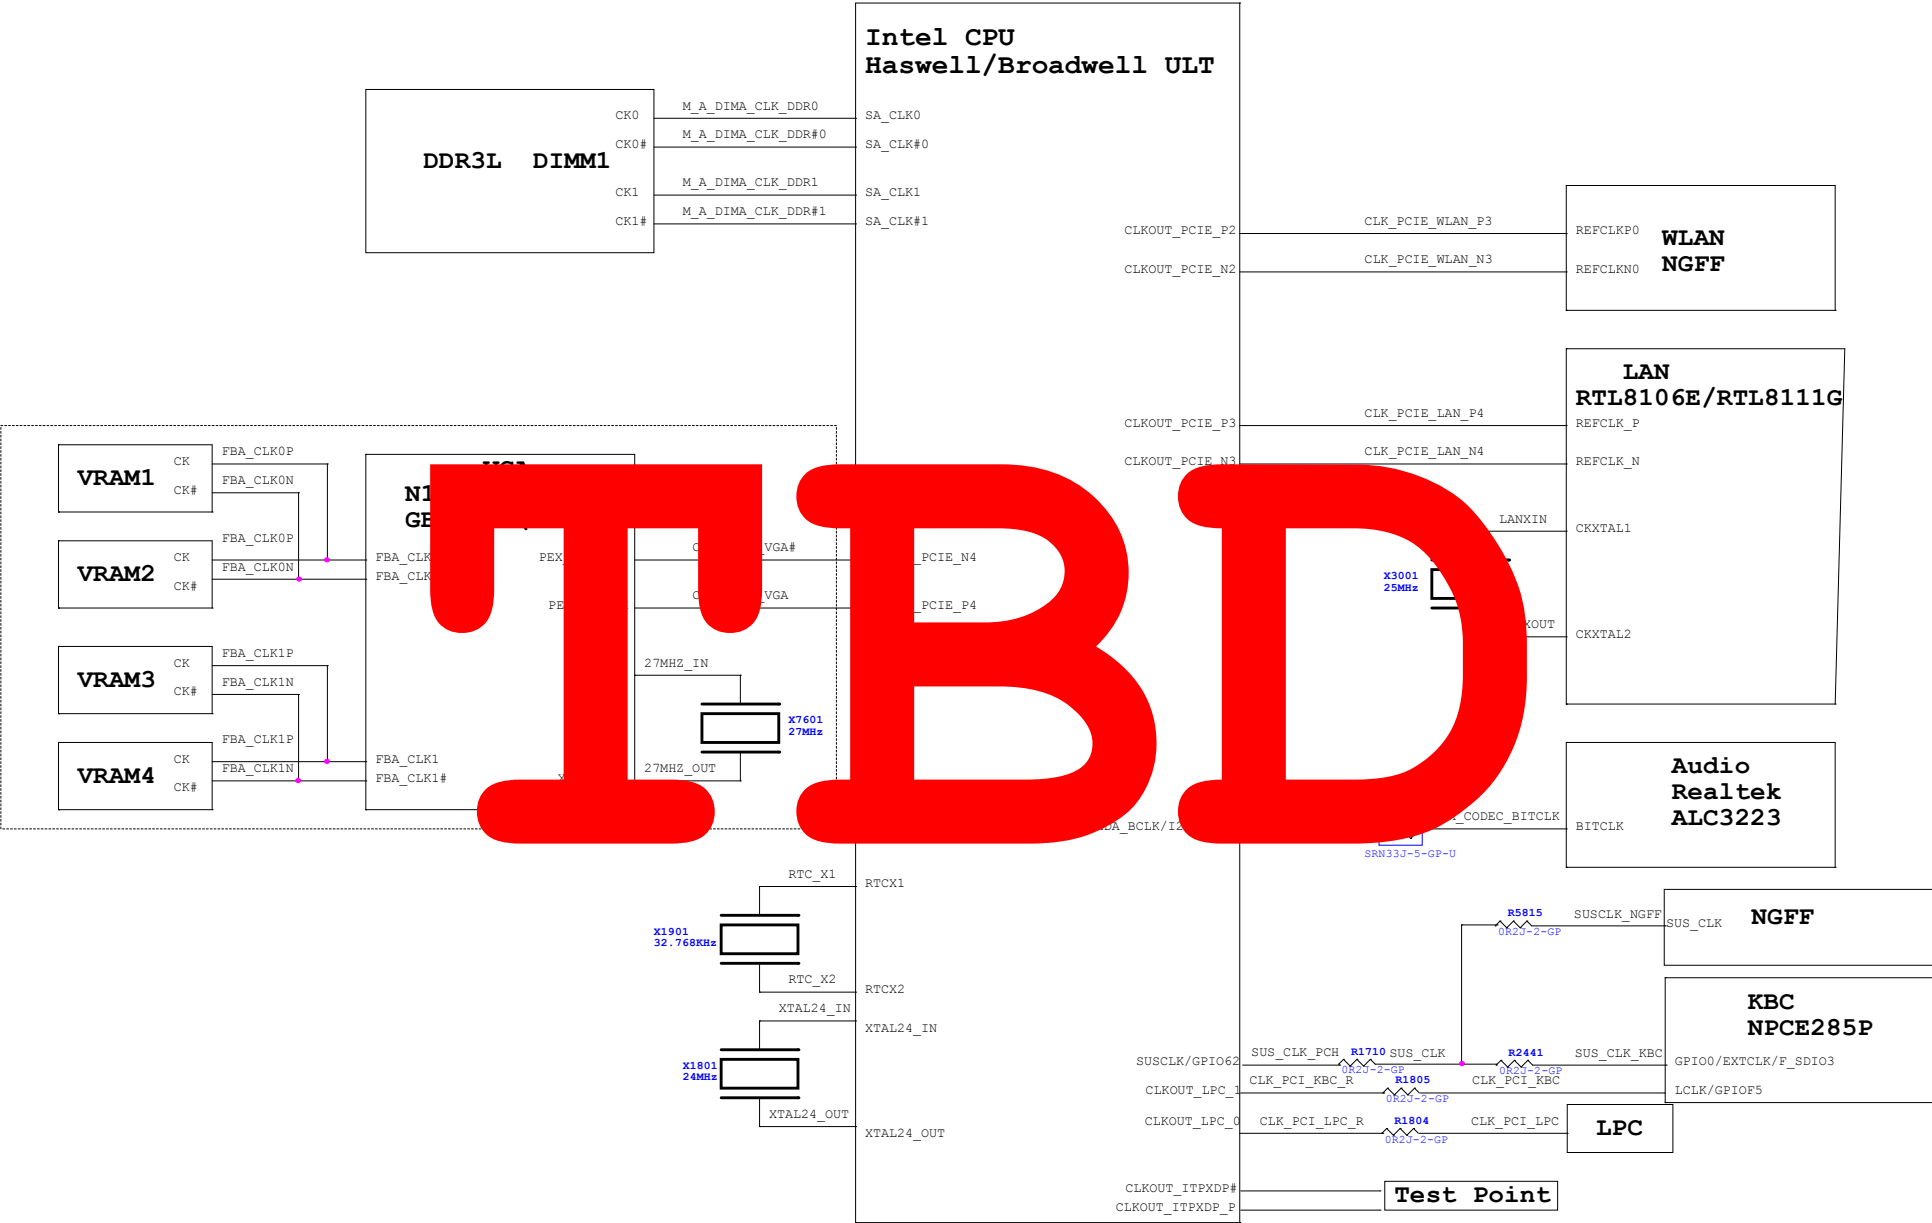 Intel CPU
Haswell/Broadwell ULT
DDR3L DIMM1
CK0
M_A_DIMA_CLK_DDR0
SA_CLK0
CK0#
M_A_DIMA_CLK_DDR#0
SA_CLK#0
CK1
M_A_DIMA_CLK_DDR1
SA_CLK1
CK1#
M_A_DIMA_CLK_DDR#1
SA_CLK#1
CLKOUT_PCIE_P2
CLK_PCIE_WLAN_P3
REFCLKP0
CLKOUT_PCIE_N2
CLK_PCIE_WLAN_N3
REFCLKN0
WLAN
NGFF
LAN
RTL8106E/RTL8111G
CLKOUT_PCIE_P3
CLK_PCIE_LAN_P4
REFCLK_P
CLKOUT_PCIE_N3
CLK_PCIE_LAN_N4
REFCLK_N
LANXIN
CKXTAL1
X3001
25MHz
CKXTAL2
VRAM1
CK
FBA_CLK0P
CK#
FBA_CLK0N
VRAM2
CK
FBA_CLK0P
CK#
FBA_CLK0N
VRAM3
CK
FBA_CLK1P
CK#
FBA_CLK1N
VRAM4
CK
FBA_CLK1P
CK#
FBA_CLK1N
FBA_CLK1
FBA_CLK1#
_VGA#
_PCIE_N4
_VGA
_PCIE_P4
27MHZ_IN
X7601
27MHz
27MHZ_OUT
TBD
Audio
Realtek
ALC3223
_CODEC_BITCLK
BITCLK
SRN33J-5-GP-U
RTC_X1
RTCX1
X1901
32.768KHz
RTC_X2
RTCX2
XTAL24_IN
XTAL24_IN
X1801
24MHz
XTAL24_OUT
XTAL24_OUT
R5815
0R2J-2-GP
SUSCLK_NGFF
SUS_CLK
NGFF
KBC
NPCE285P
SUSCLK/GPIO62
SUS_CLK_PCH
R1710
0R2J-2-GP
SUS_CLK
R2441
0R2J-2-GP
SUS_CLK_KBC
GPIO0/EXTCLK/F_SDIO3
CLKOUT_LPC_1
CLK_PCI_KBC_R
R1805
0R2J-2-GP
CLK_PCI_KBC
LCLK/GPIOF5
CLKOUT_LPC_0
CLK_PCI_LPC_R
R1804
0R2J-2-GP
CLK_PCI_LPC
LPC
CLKOUT_ITPXDP#
CLKOUT_ITPXDP_P
Test Point